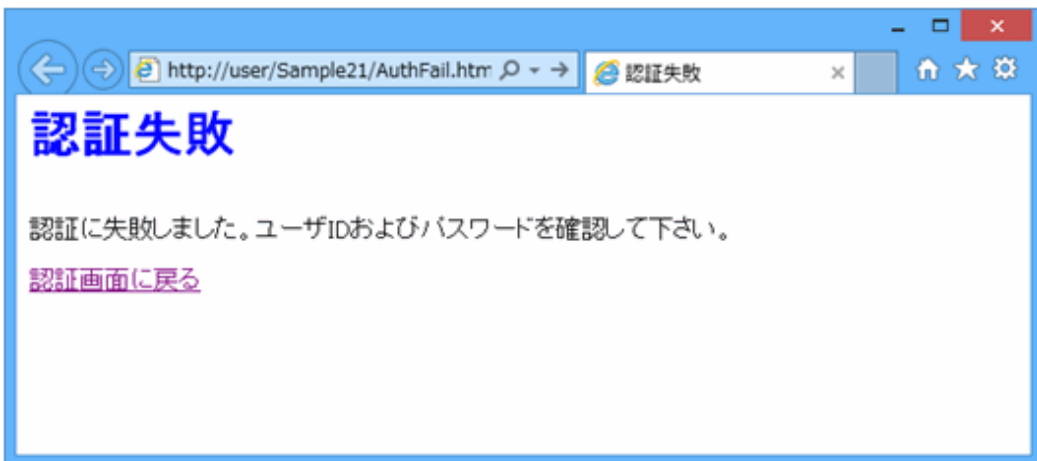 http://user/Sample21/AuthFail.htm
認証失敗
認証失敗
認証に失敗しました。ユーザIDおよびパスワードを確認して下さい。
認証画面に戻る